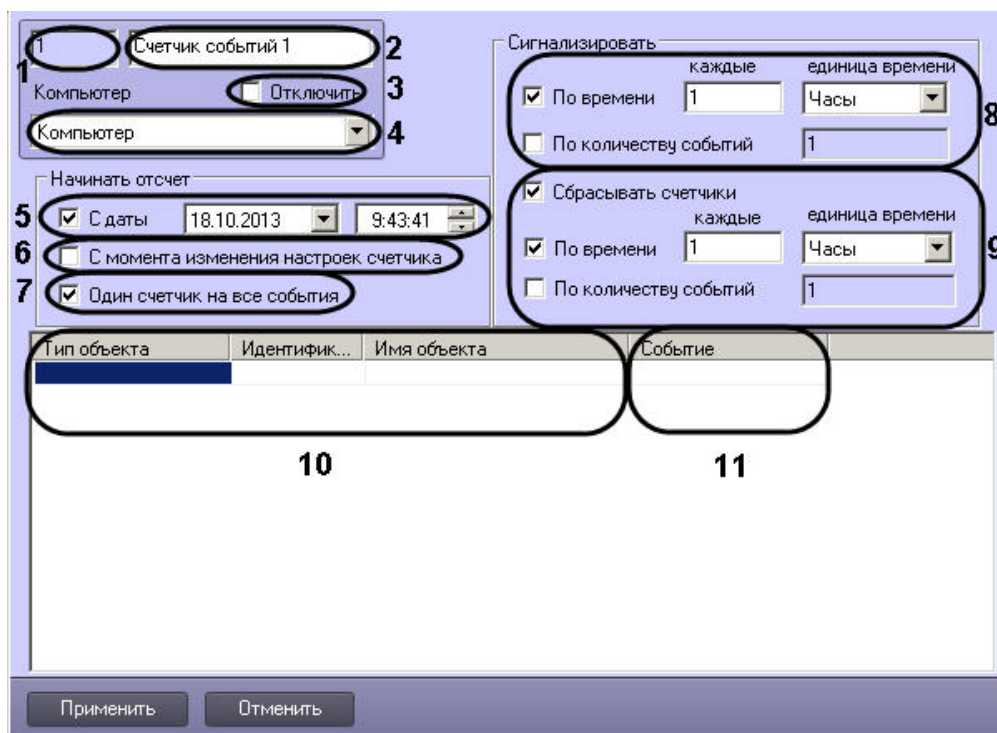 1 Счетчик событий 1 2
1
Компьютер Отключить 3
Компьютер 4
Начинать отсчет
5 С даты 18.10.2013 9:43:41
6 С момента изменения настроек счетчика
7 Один счетчик на все события
Сигнализировать
каждые единица времени
По времени 1 Часы 8
По количеству событий 1
Сбрасывать счетчики
каждые единица времени
По времени 1 Часы 9
По количеству событий 1
Тип объекта Идентифик... Имя объекта Событие
10 11
Применить Отменить